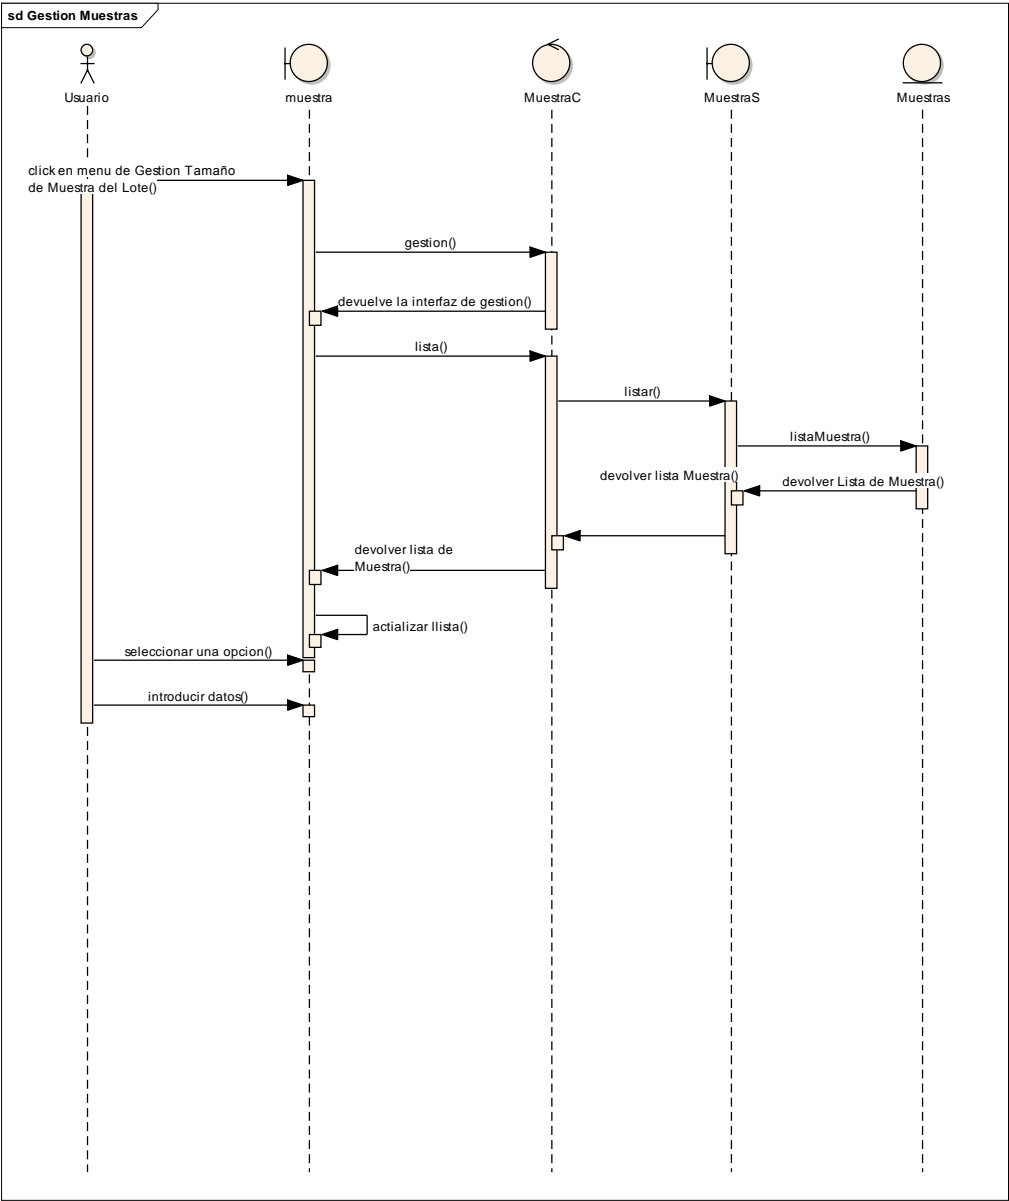 sd Gestion Muestras
Usuario
muestra
MuestraC
MuestraS
Muestras
click en menu de Gestion Tamaño
de Muestra del Lote()
gestion()
devuelve la interfaz de gestion()
lista()
listar()
listaMuestra()
devolver lista Muestra()
devolver Lista de Muestra()
devolver lista de
Muestra()
actializar llista()
seleccionar una opcion()
introducir datos()